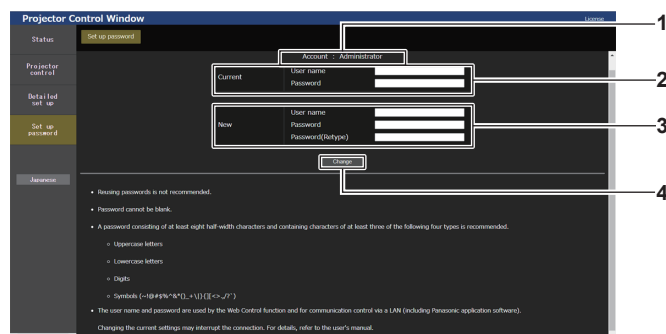 Projector Control Window
License
1
Status
Set up password
Account : Administrator
Projector
control
Current
User name
Password
2
Detailed
set up
New
User name
Password
Password(Retype)
3
Set up
password
Change
4
Japanese
• Reusing passwords is not recommended.
• Password cannot be blank.
• A password consisting of at least eight half-width characters and containing characters of at least three of the following four types is recommended.
○ Uppercase letters
○ Lowercase letters
○ Digits
○ Symbols (~!@#$%^&*()_+\|}{][<>.,/?`)
• The user name and password are used by the Web Control function and for communication control via a LAN (including Panasonic application software).
Changing the current settings may interrupt the connection. For details, refer to the user's manual.